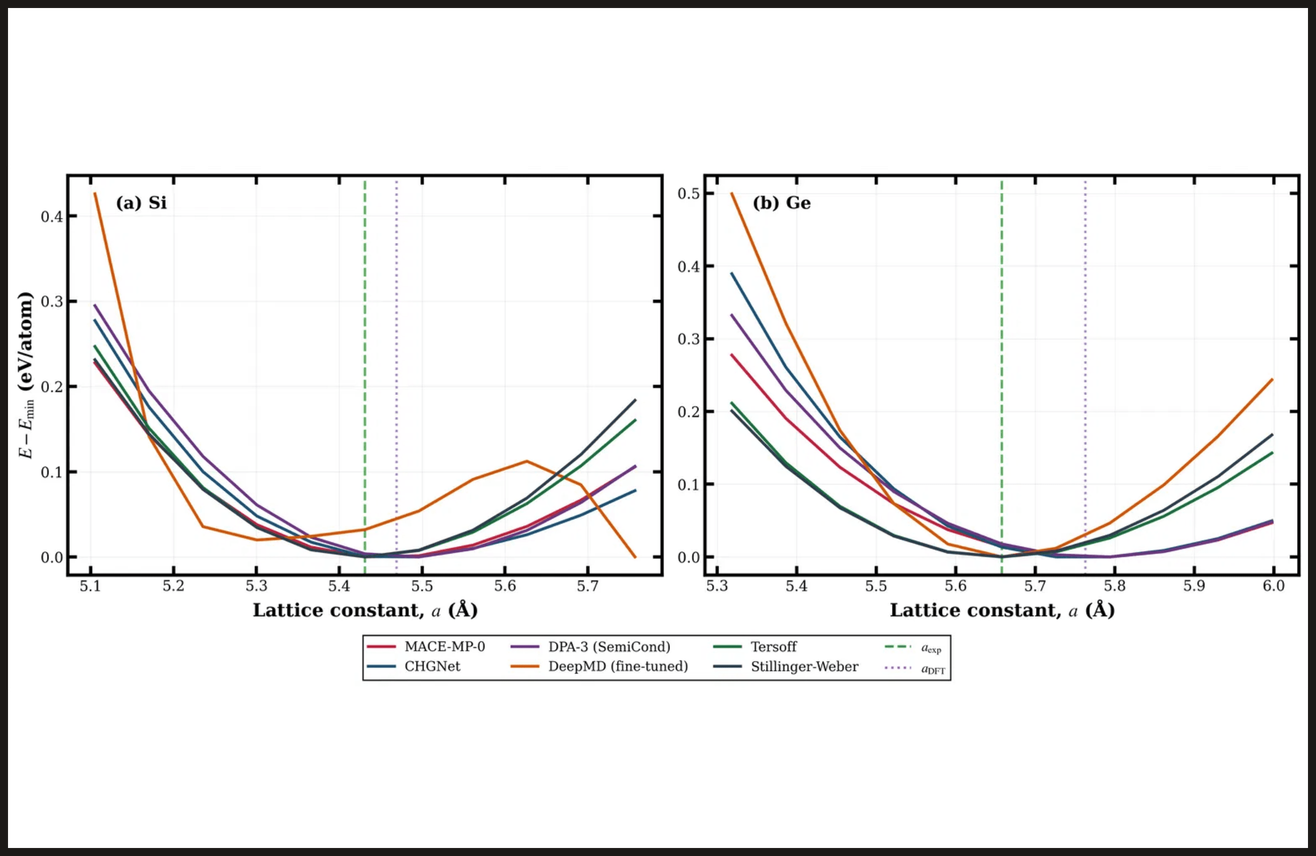 (a) Si
(b) Ge
E − Emin (eV/atom)
0.4
0.3
0.2
0.1
0.0
5.1 5.2 5.3 5.4 5.5 5.6 5.7
Lattice constant, a (Å)
0.5
0.4
0.3
0.2
0.1
0.0
5.3 5.4 5.5 5.6 5.7 5.8 5.9 6.0
Lattice constant, a (Å)
MACE-MP-0 DPA-3 (SemiCond) Tersoff aexp
CHGNet DeepMD (fine-tuned) Stillinger-Weber aDFT